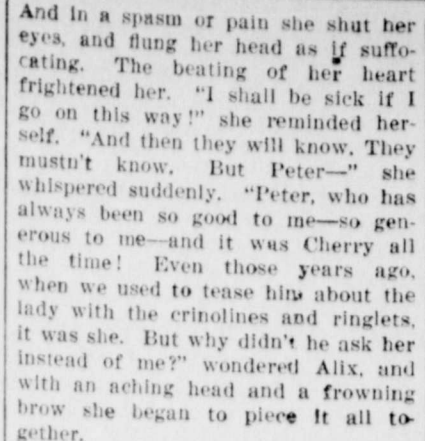 And in a spasm of pain she shut her
eyes, and flung her head as if suffo-
cating. The beating of her heart
frightened her. "I shall be sick if I
go on this way!" she reminded her-
self. "And then they will know. They
mustn't know. But Peter—" she
whispered suddenly. "Peter, who has
always been so good to me—so gen-
erous to me—and it was Cherry all
the time! Even those years ago,
when we used to tease him about the
lady with the crinolines and ringlets,
it was she. But why didn't he ask her
instead of me?" wondered Alix, and
with an aching head and a frowning
brow she began to piece it all to-
gether.